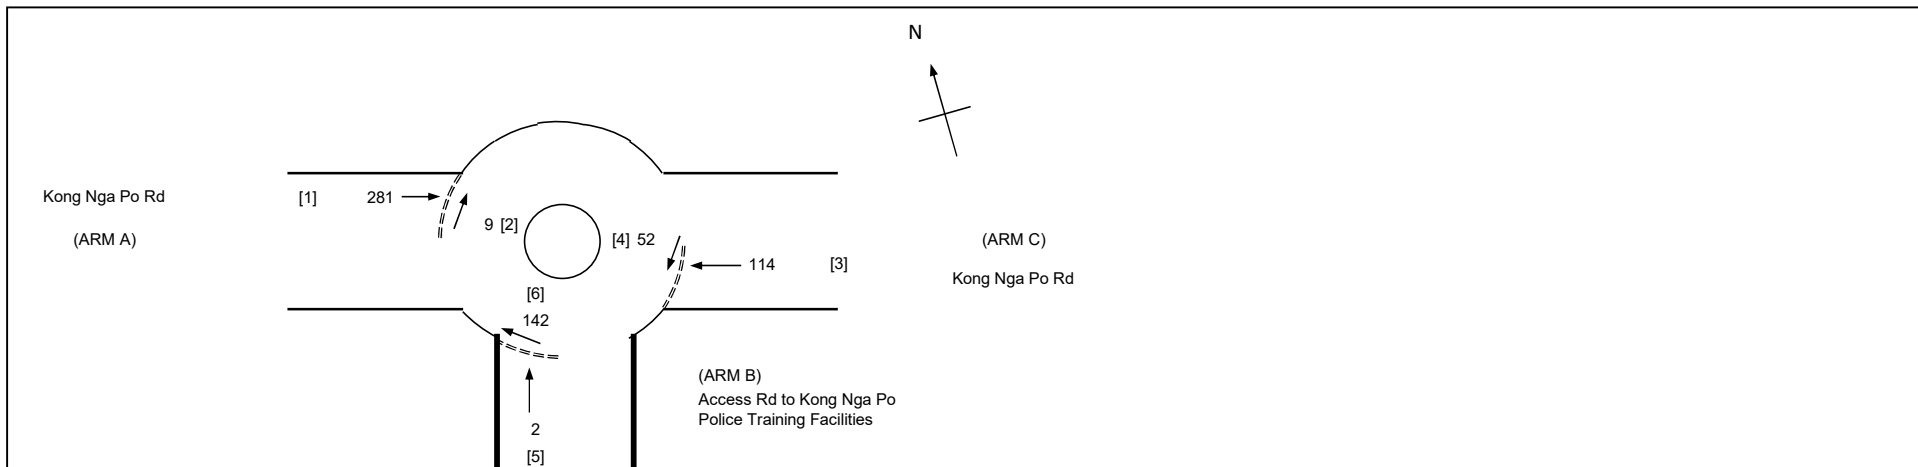 N
Kong Nga Po Rd
[1] 281
9 [2]
[4] 52
(ARM A)
(ARM C)
114 [3]
Kong Nga Po Rd
[6]
142
(ARM B)
Access Rd to Kong Nga Po
Police Training Facilities
2
[5]